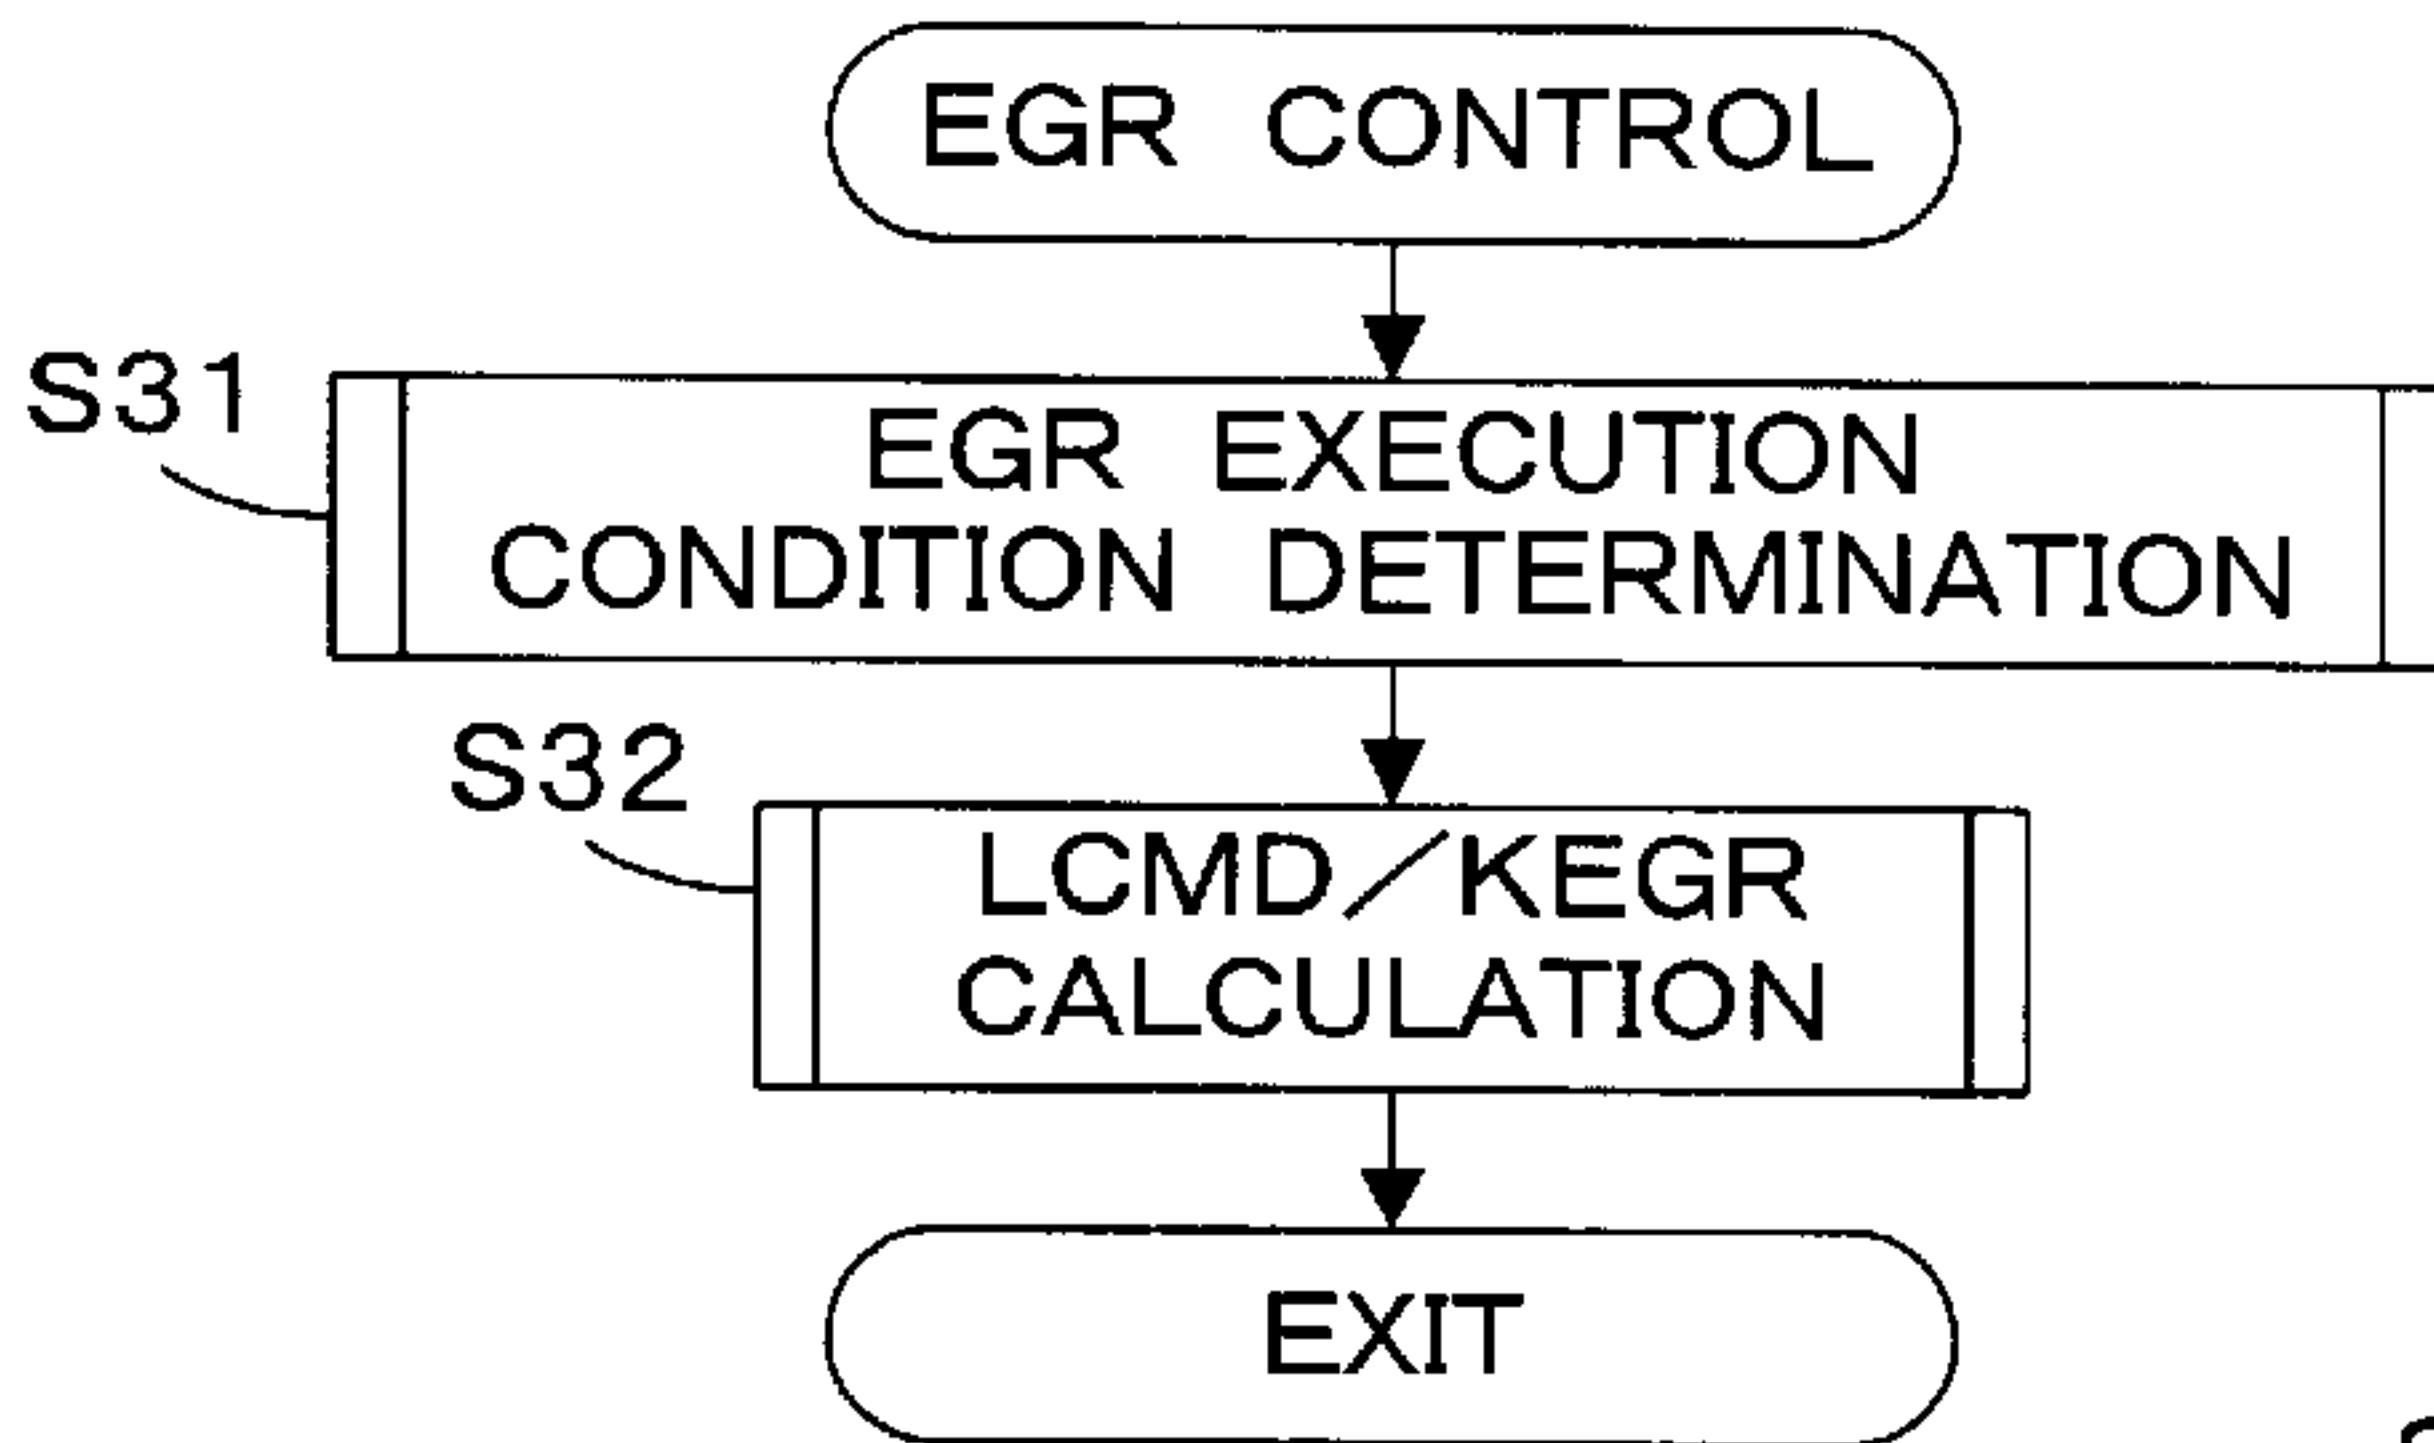 EGR CONTROL
S31
EGR EXECUTION
CONDITION DETERMINATION
S32
LCMD/KEGR
CALCULATION
EXIT